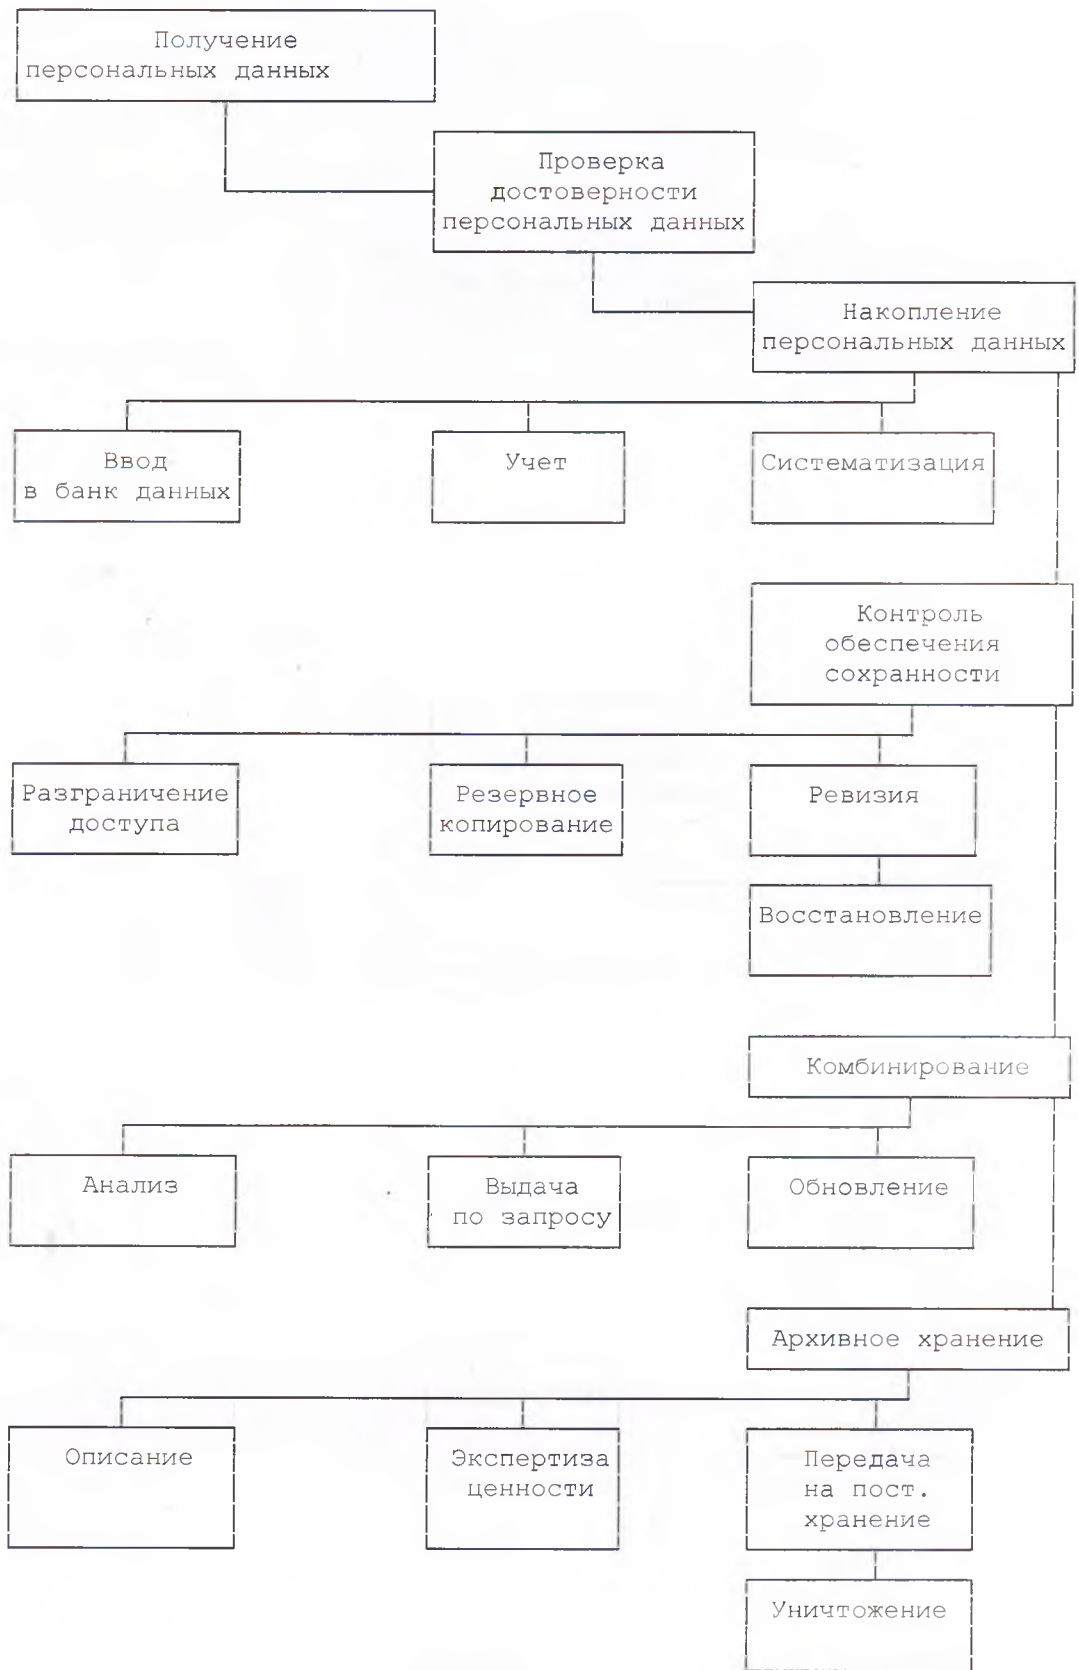 Получение
персональных данных
Проверка
достоверности
персональных данных
Накопление
персональных данных
Ввод
в банк данных
Учет
Систематизация
Контроль
обеспечения
сохранности
Разграничение
доступа
Резервное
копирование
Ревизия
Восстановление
Комбинирование
Анализ
Выдача
по запросу
Обновление
Архивное хранение
Описание
Экспертиза
ценности
Передача
на пост.
хранение
Уничтожение